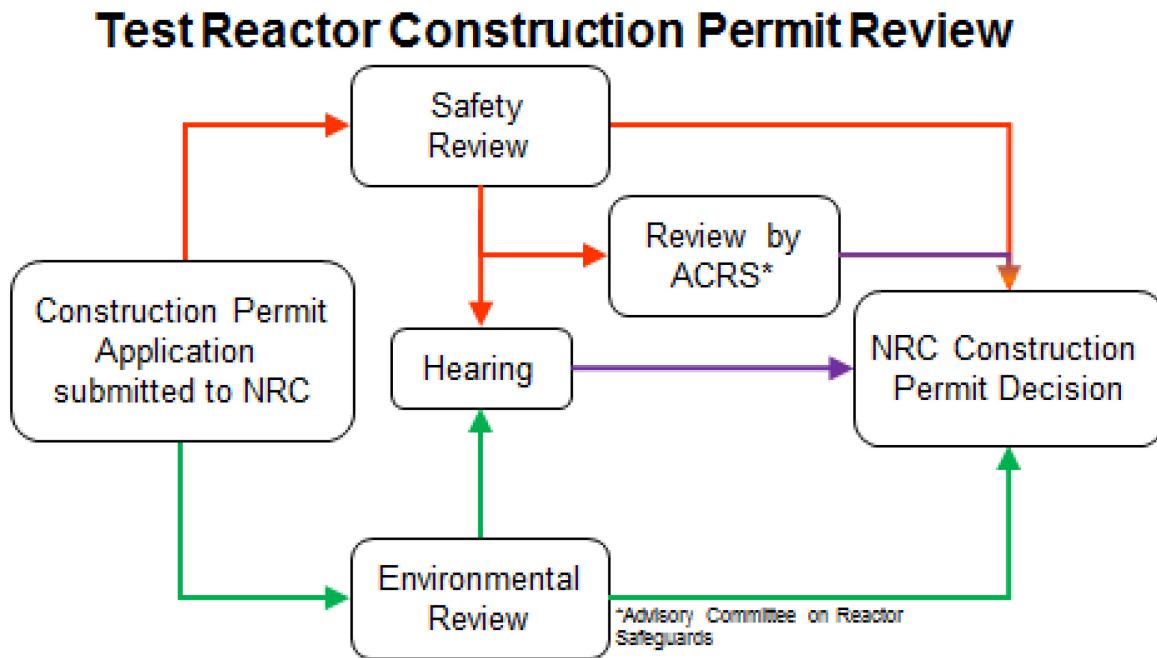 Test Reactor Construction Permit Review
Safety
Review
Review by
ACRS*
Construction Permit
Application
submitted to NRC
Hearing
NRC Construction
Permit Decision
Environmental
Review
*Advisory Committee on Reactor
Safeguards